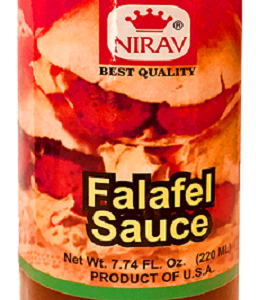 NIRAV®
BEST QUALITY
Falafel
Sauce
Net Wt. 7.74 FL. Oz. (220 ML)
PRODUCT OF U.S.A.